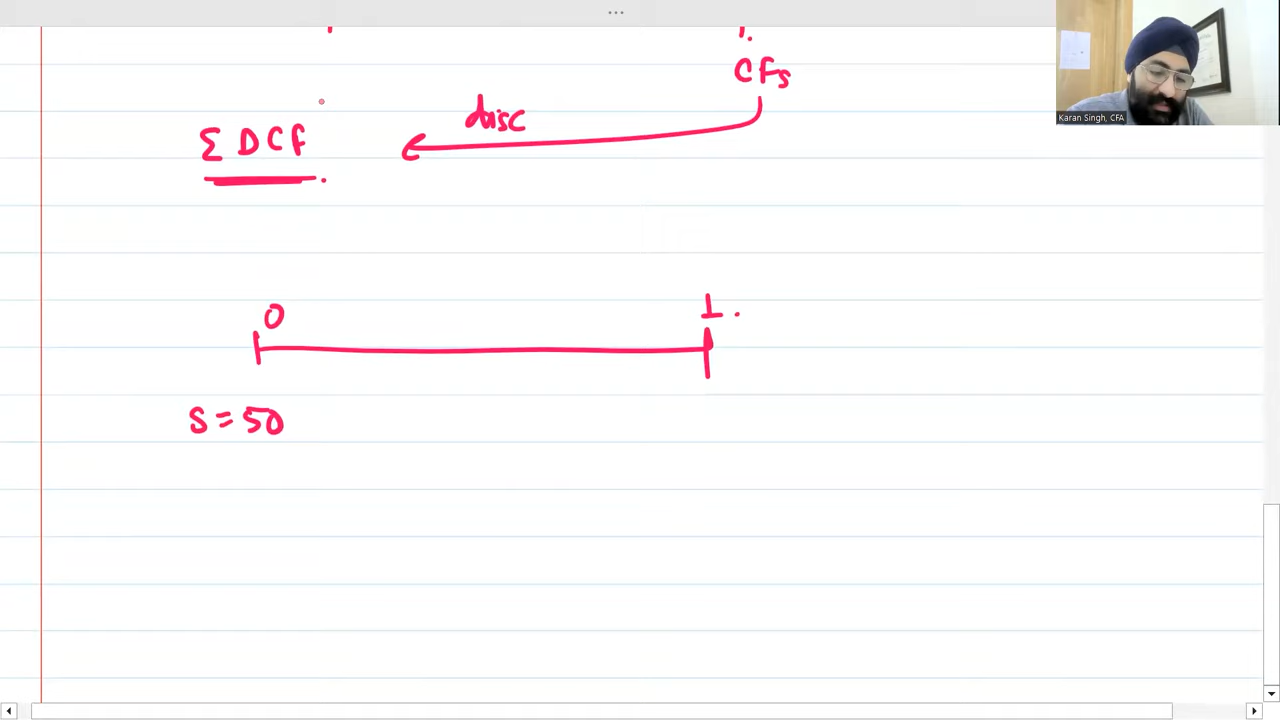 CFs
disc
Karan Singh, CFA
Σ DCF
0
1.
S = 50